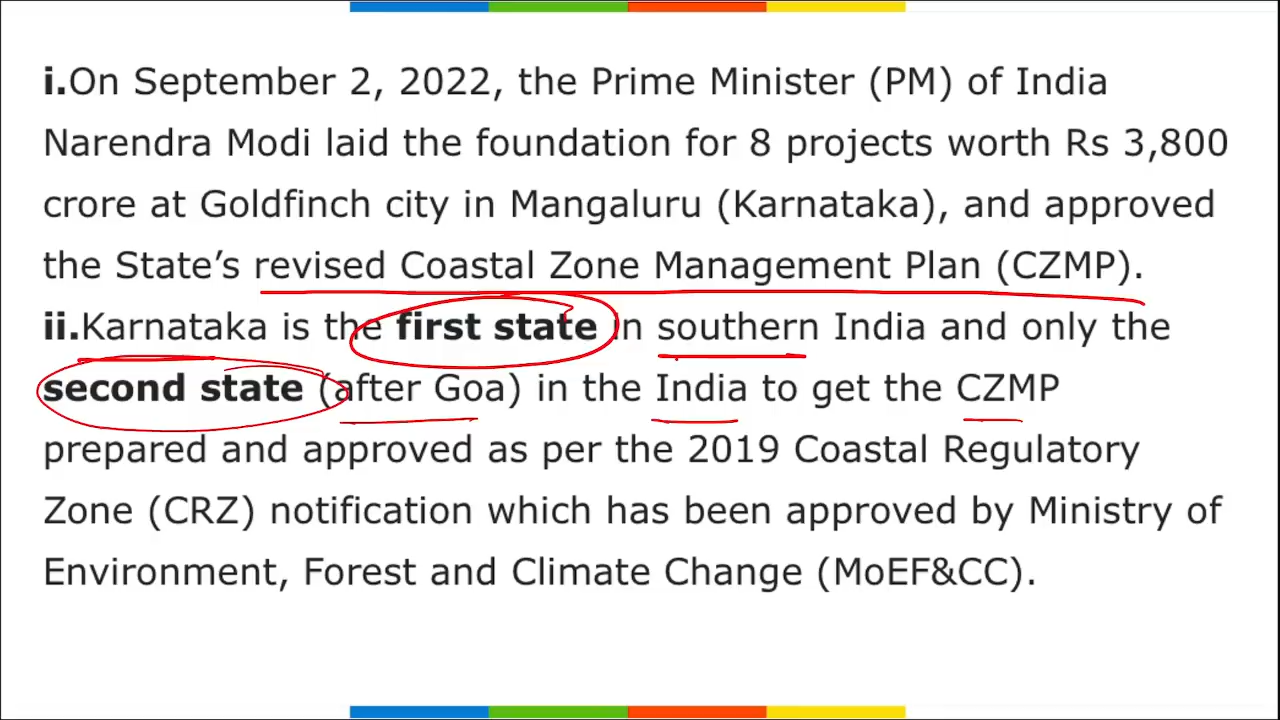 i.On September 2, 2022, the Prime Minister (PM) of India
Narendra Modi laid the foundation for 8 projects worth Rs 3,800
crore at Goldfinch city in Mangaluru (Karnataka), and approved
the State’s revised Coastal Zone Management Plan (CZMP).
ii.Karnataka is the first state in southern India and only the
second state (after Goa) in the India to get the CZMP
prepared and approved as per the 2019 Coastal Regulatory
Zone (CRZ) notification which has been approved by Ministry of
Environment, Forest and Climate Change (MoEF&CC).